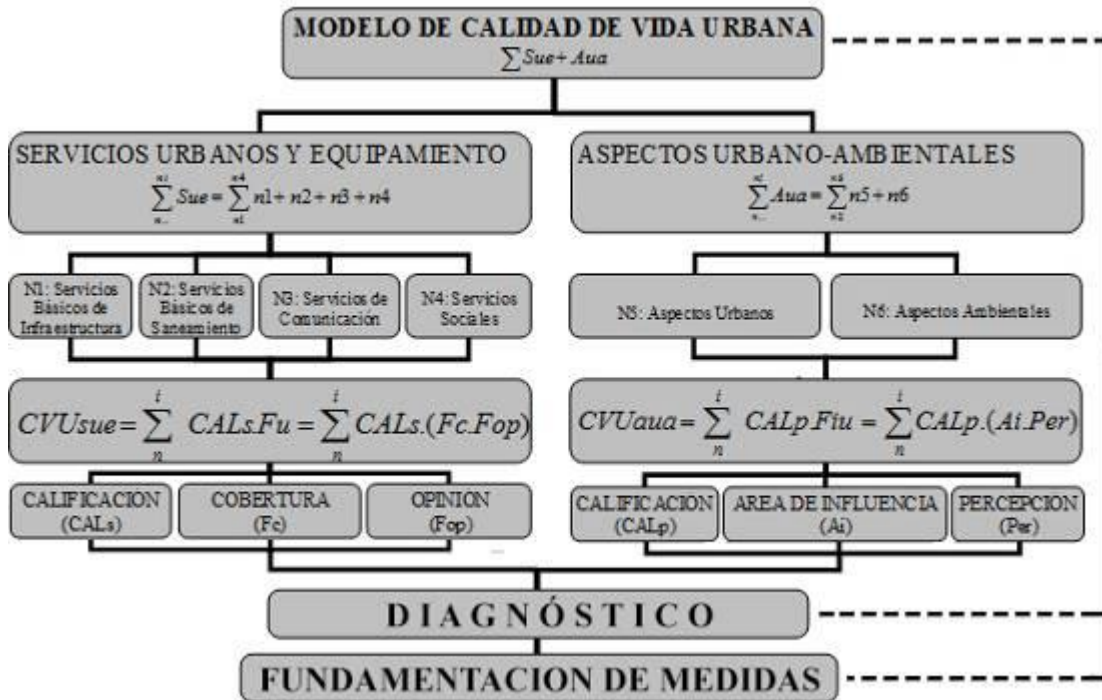 MODELO DE CALIDAD DE VIDA URBANA
∑Sue+ Aua
SERVICIOS URBANOS Y EQUIPAMIENTO
∑ Sue= ∑ n1+ n2+ n3+ n4
ASPECTOS URBANO-AMBIENTALES
∑ Aua= ∑ n5+ n6
N1: Servicios
Básicos de
Infraestructura
N2: Servicios
Básicos de
Saneamiento
N3: Servicios de
Comunicación
N4: Servicios
Sociales
N5: Aspectos Urbanos
N6: Aspectos Ambientales
CVUsue= ∑ i n CALs.Fu = ∑ i n CALs.(Fc.Fop)
CVUaua= ∑ i n CALp.Fiu = ∑ i n CALp.(Ai.Per)
CALIFICACIÓN
(CALs)
COBERTURA
(Fc)
OPINION
(Fop)
CALIFICACION
(CALp)
AREA DE INFLUENCIA
(Ai)
PERCEPCION
(Per)
DIAGNÓSTICO
FUNDAMENTACION DE MEDIDAS